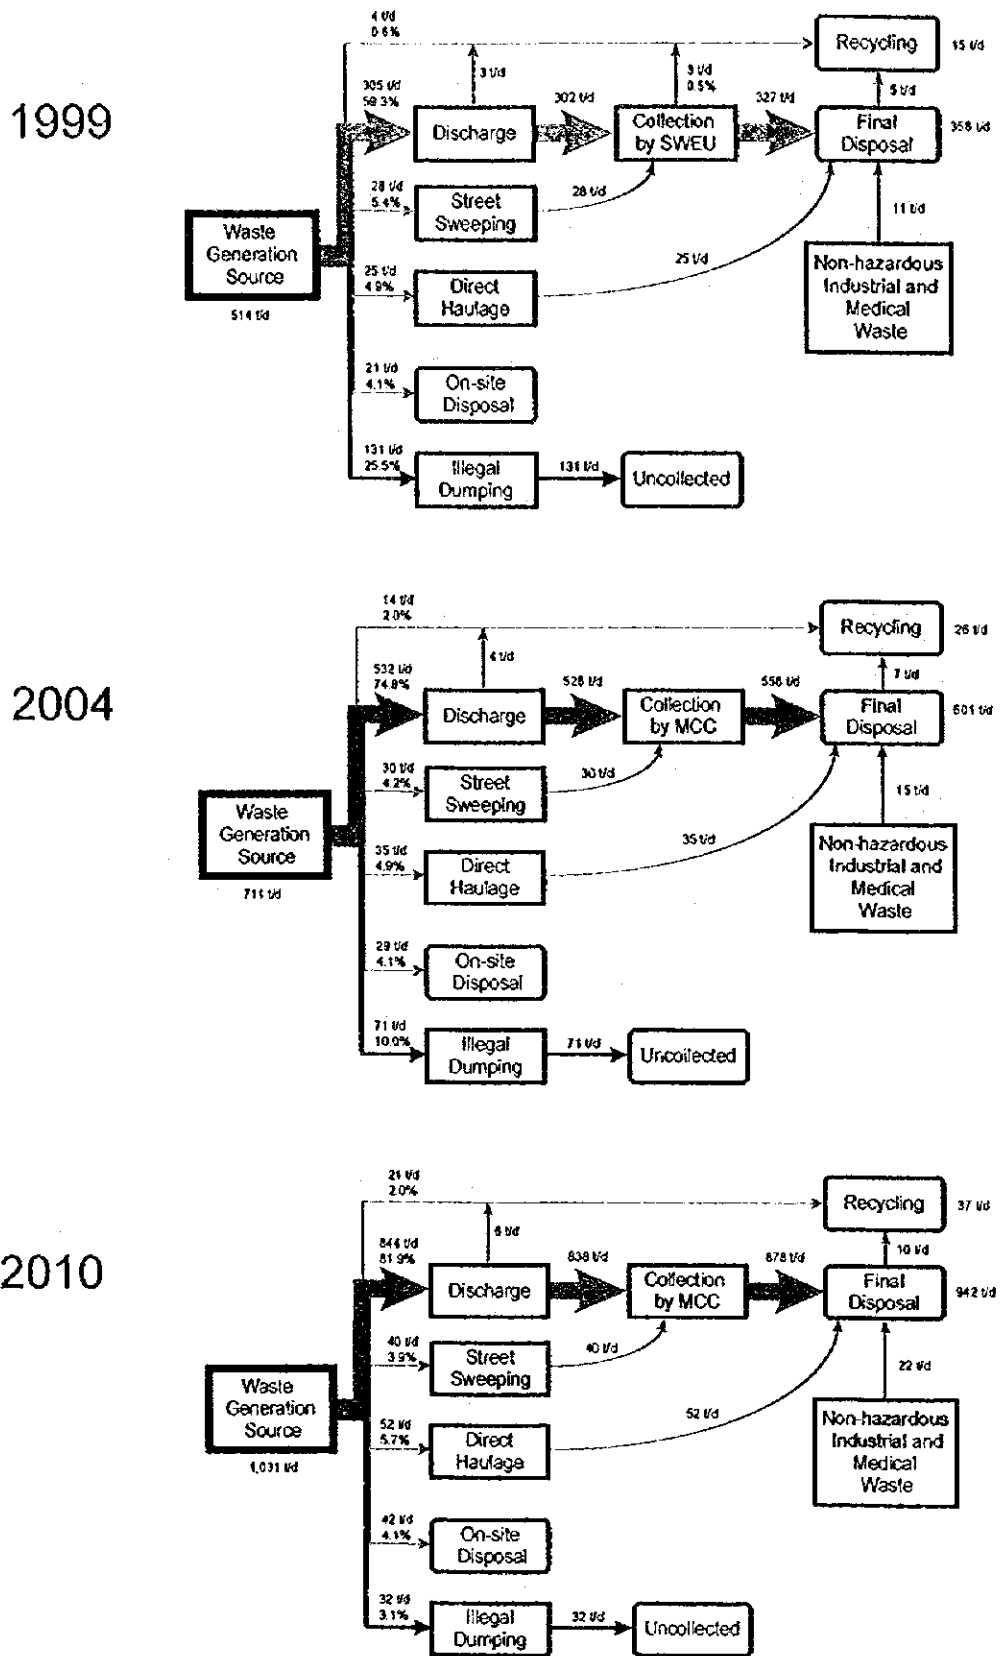 1999
4 t/d
0.8%
Recycling
15 t/d
3 t/d
3 t/d
0.5%
5 t/d
305 t/d
59.3%
Discharge
302 t/d
Collection
by SWEU
327 t/d
Final
Disposal
358 t/d
28 t/d
5.4%
Street
Sweeping
28 t/d
11 t/d
Waste
Generation
Source
514 t/d
25 t/d
4.9%
Direct
Haulage
25 t/d
Non-hazardous
Industrial and
Medical
Waste
21 t/d
4.1%
On-site
Disposal
131 t/d
25.5%
Illegal
Dumping
131 t/d
Uncollected
2004
14 t/d
2.0%
Recycling
26 t/d
4 t/d
7 t/d
532 t/d
74.8%
Discharge
528 t/d
Collection
by MCC
558 t/d
Final
Disposal
601 t/d
30 t/d
4.2%
Street
Sweeping
30 t/d
15 t/d
Waste
Generation
Source
711 t/d
35 t/d
4.9%
Direct
Haulage
35 t/d
Non-hazardous
Industrial and
Medical
Waste
29 t/d
4.1%
On-site
Disposal
71 t/d
10.0%
Illegal
Dumping
71 t/d
Uncollected
2010
21 t/d
2.0%
Recycling
37 t/d
6 t/d
10 t/d
844 t/d
81.9%
Discharge
838 t/d
Collection
by MCC
878 t/d
Final
Disposal
942 t/d
40 t/d
3.9%
Street
Sweeping
40 t/d
22 t/d
Waste
Generation
Source
1,031 t/d
52 t/d
5.7%
Direct
Haulage
52 t/d
Non-hazardous
Industrial and
Medical
Waste
42 t/d
4.1%
On-site
Disposal
32 t/d
3.1%
Illegal
Dumping
32 t/d
Uncollected